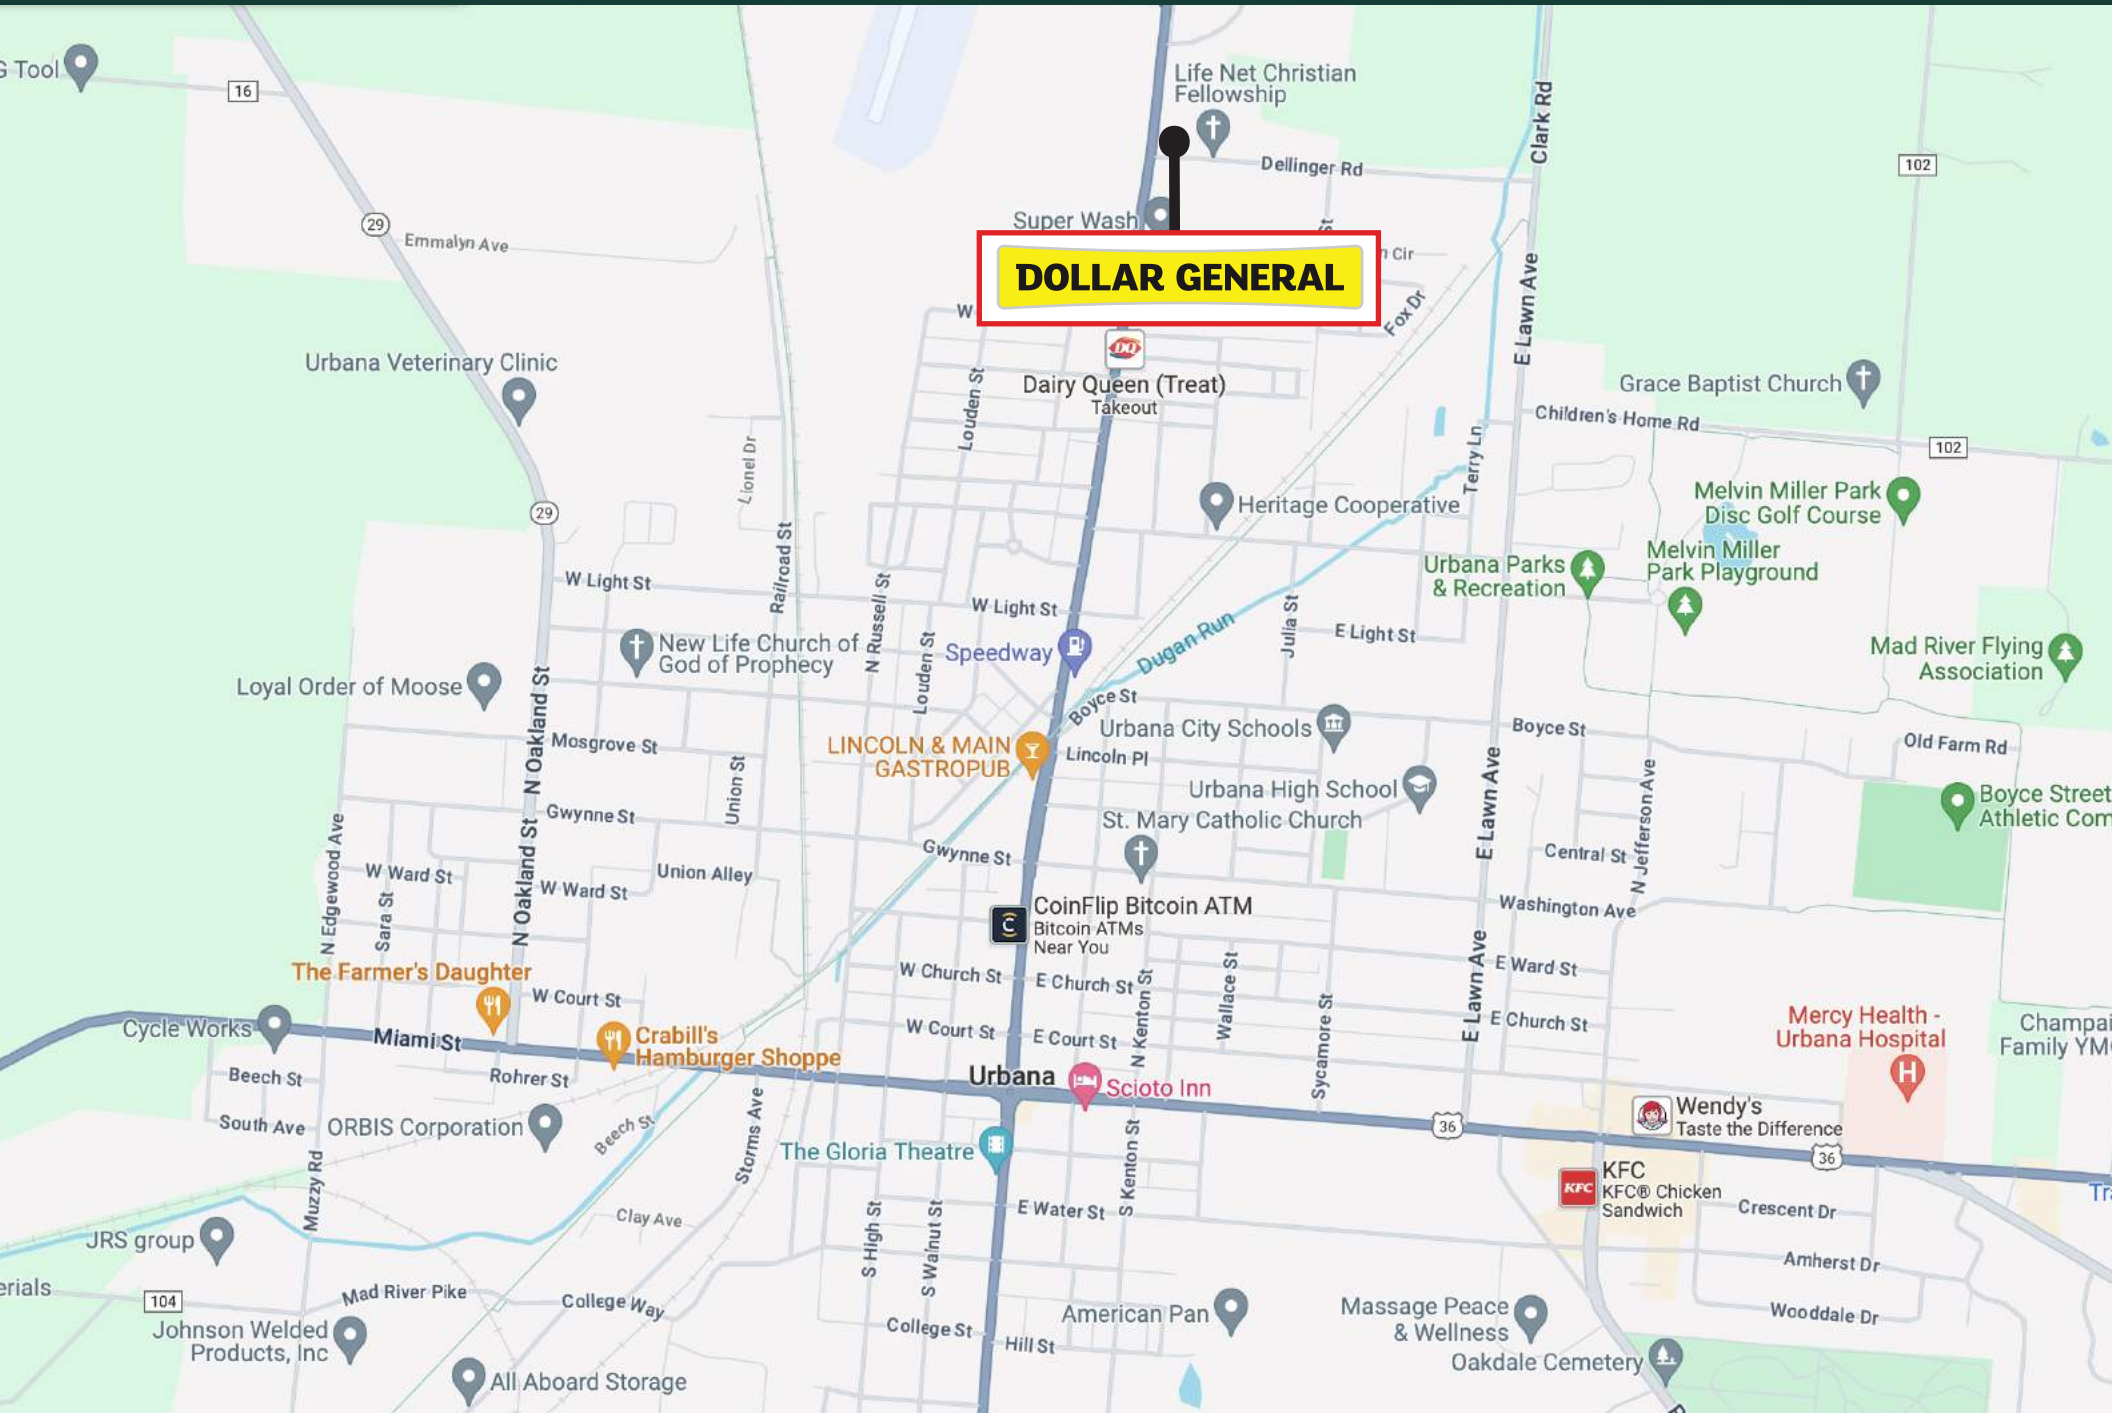 G Tool
16
Life Net Christian
Fellowship
Clark Rd
Dellinger Rd
102
29
Emmalyn Ave
Super Wash
St
n Cir
DOLLAR GENERAL
E Lawn Ave
W
Fox Dr
Urbana Veterinary Clinic
DQ
Dairy Queen (Treat)
Takeout
Louden St
Grace Baptist Church
Children's Home Rd
102
Lionel Dr
Terry Ln
Heritage Cooperative
Melvin Miller Park
Disc Golf Course
29
Railroad St
Urbana Parks
& Recreation
Melvin Miller
Park Playground
W Light St
N Russell St
W Light St
Julia St
E Light St
Dugan Run
New Life Church of
God of Prophecy
Louden St
Speedway
Mad River Flying
Association
Loyal Order of Moose
N Oakland St
Boyce St
Urbana City Schools
Boyce St
Old Farm Rd
Mosgrove St
LINCOLN & MAIN
GASTROPUB
Lincoln Pl
Union St
Urbana High School
E Lawn Ave
N Jefferson Ave
Boyce Street
Athletic Com
Gwynne St
St. Mary Catholic Church
N Edgewood Ave
N Oakland St
Gwynne St
Central St
W Ward St
Union Alley
W Ward St
Sara St
CoinFlip Bitcoin ATM
Bitcoin ATMs
Near You
Washington Ave
The Farmer's Daughter
W Church St
E Church St
N Kenton St
Wallace St
E Lawn Ave
E Ward St
W Court St
Cycle Works
Miami St
Crabill's
Hamburger Shoppe
W Court St
E Court St
Sycamore St
E Church St
Mercy Health -
Urbana Hospital
Champai
Family YM
Beech St
Rohrer St
Urbana
Scioto Inn
H
South Ave
ORBIS Corporation
Beech St
Storms Ave
The Gloria Theatre
S Kenton St
36
Wendy's
Taste the Difference
36
Muzzy Rd
KFC
KFC
KFC® Chicken
Sandwich
Tr
Clay Ave
S High St
S Walnut St
E Water St
Crescent Dr
JRS group
Amherst Dr
erials
104
Mad River Pike
College Way
American Pan
Massage Peace
& Wellness
Wooddale Dr
Johnson Welded
Products, Inc
College St
Hill St
Oakdale Cemetery
All Aboard Storage